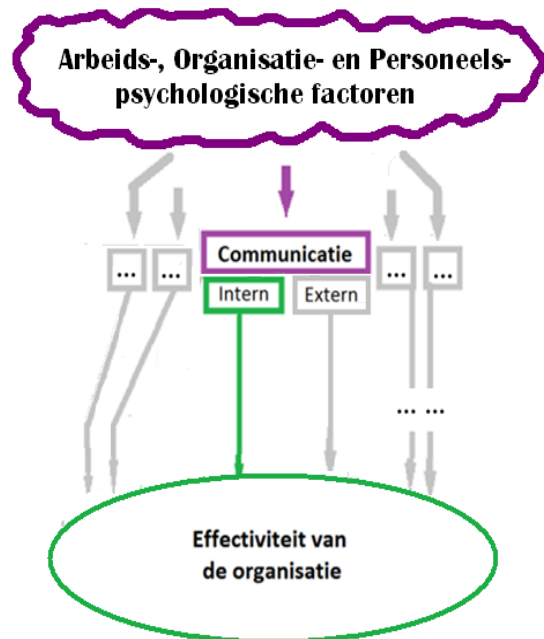 Arbeids-, Organisatie- en Personeels-
psychologische factoren
... ... Communicatie ... ...
Intern Extern
... ...
Effectiviteit van
de organisatie